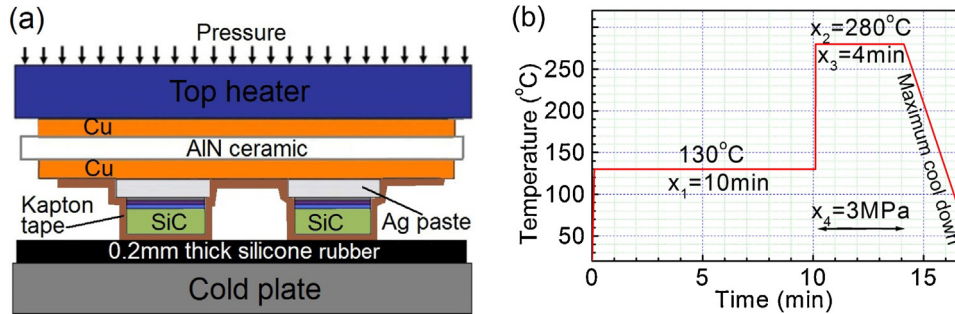 (a)
Pressure
Top heater
Cu
AlN ceramic
Cu
Kapton
tape
SiC
SiC
Ag paste
0.2mm thick silicone rubber
Cold plate
(b)
Temperature (°C)
250
200
150
100
50
x₂=280°C
x₃=4min
130°C
x₁=10min
x₄=3MPa
Maximum cool down
0
5
10
15
Time (min)